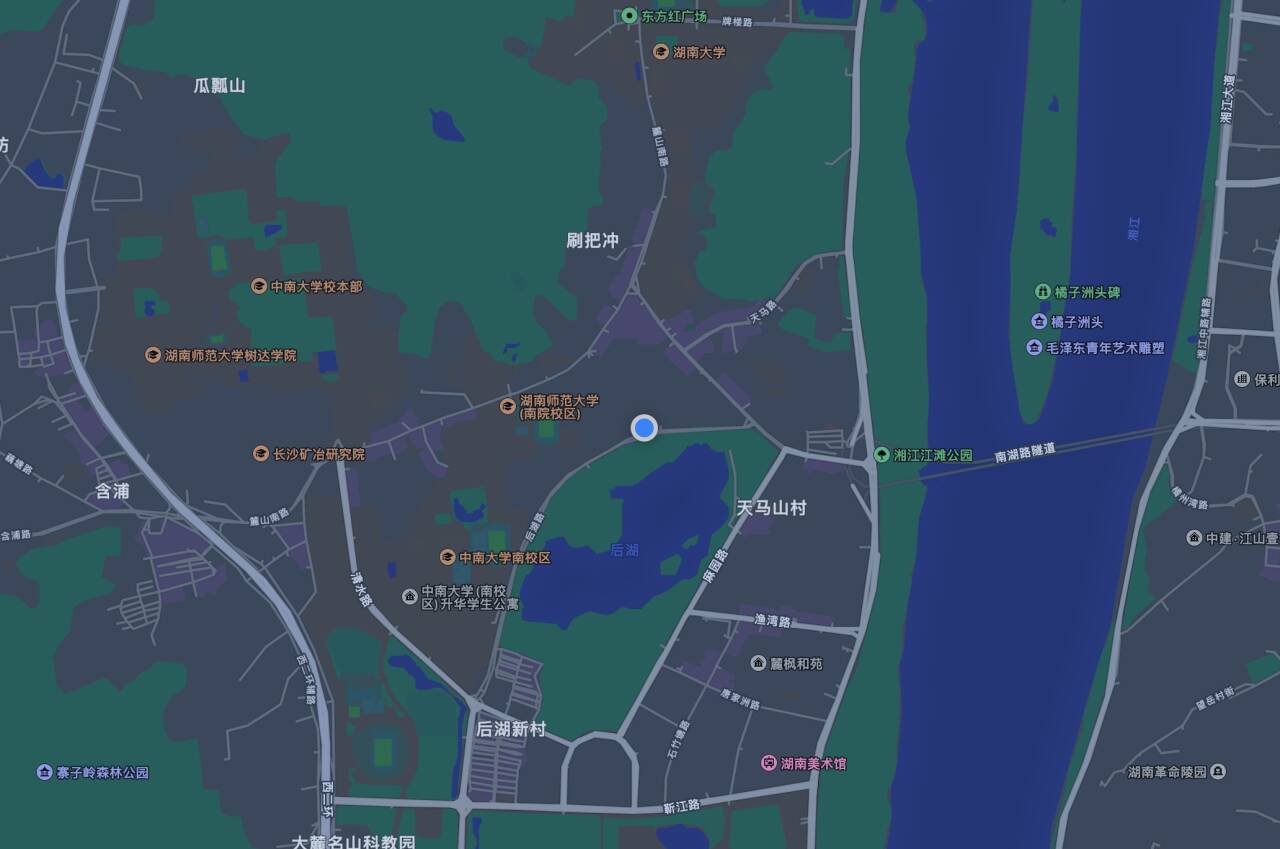 东方红广场
牌楼路
湖南大学
瓜瓢山
湘江大道
坊
麓山南路
湘江
刷把冲
中南大学校本部
橘子洲头碑
天马路
橘子洲头
湘江中路辅路
毛泽东青年艺术雕塑
湖南师范大学树达学院
保利
湖南师范大学
(南院校区)
长沙矿冶研究院
湘江江滩公园
南湖路隧道
含浦
天马山村
麓山南路
含浦路
后湖路
后湖
中建·江山壹
中南大学南校区
麻园路
清水路
中南大学(南校
区)升华学生公寓
渔湾路
麓枫和苑
西二环辅路
唐家洲路
望岳村街
后湖新村
石竹塘路
湖南美术馆
寨子岭森林公园
湖南革命陵园
西二环
靳江路
大麓名山科教园